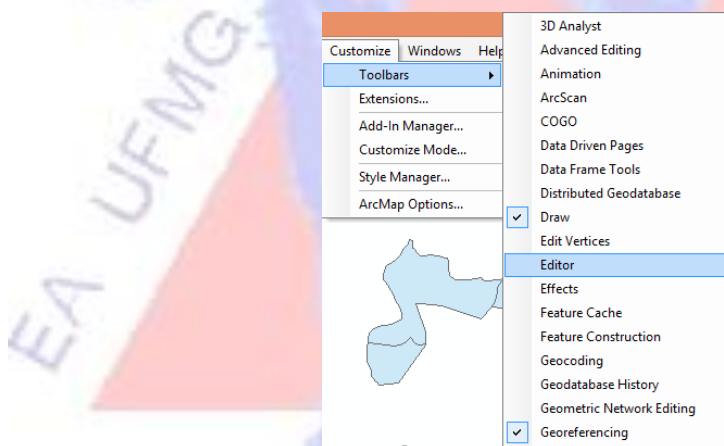 EA UFMG
Customize Windows Help
Toolbars
Extensions...
Add-In Manager...
Customize Mode...
Style Manager...
ArcMap Options...
3D Analyst
Advanced Editing
Animation
ArcScan
COGO
Data Driven Pages
Data Frame Tools
Distributed Geodatabase
Draw
Edit Vertices
Editor
Effects
Feature Cache
Feature Construction
Geocoding
Geodatabase History
Geometric Network Editing
Georeferencing